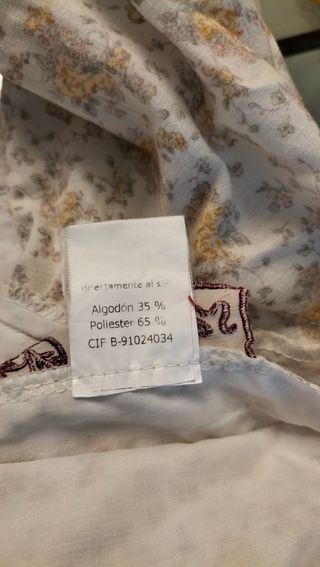 directamente al sol
Algodón 35 %
Poliester 65 %
CIF B-91024034